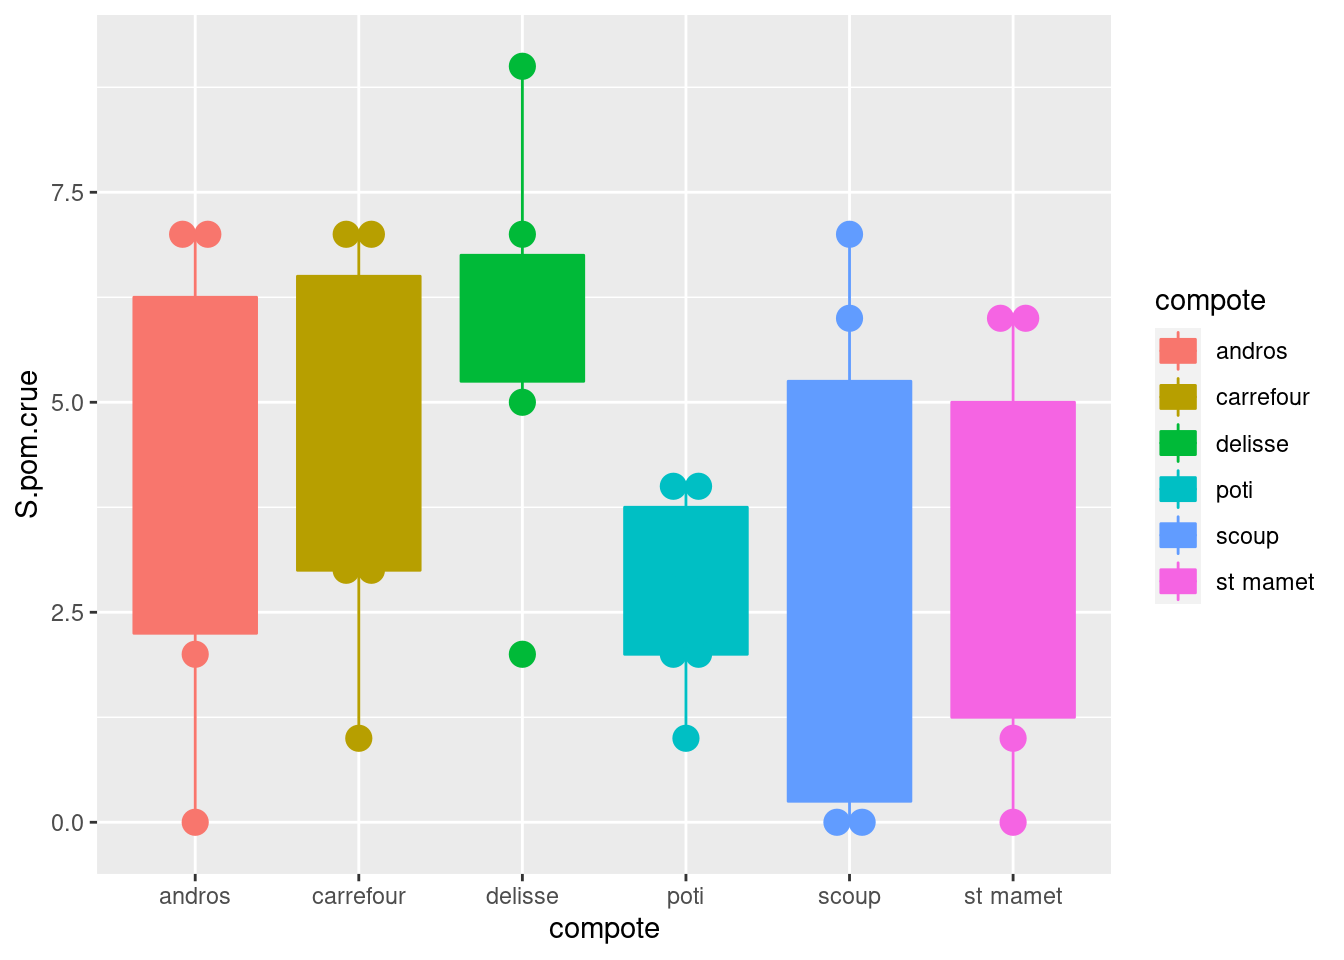 S.pom.crue
7.5
5.0
2.5
0.0
andros
carrefour
delisse
poti
scoup
st mamet
compote
compote
andros
carrefour
delisse
poti
scoup
st mamet